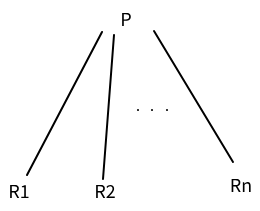 P
. . .
R1 R2 Rn